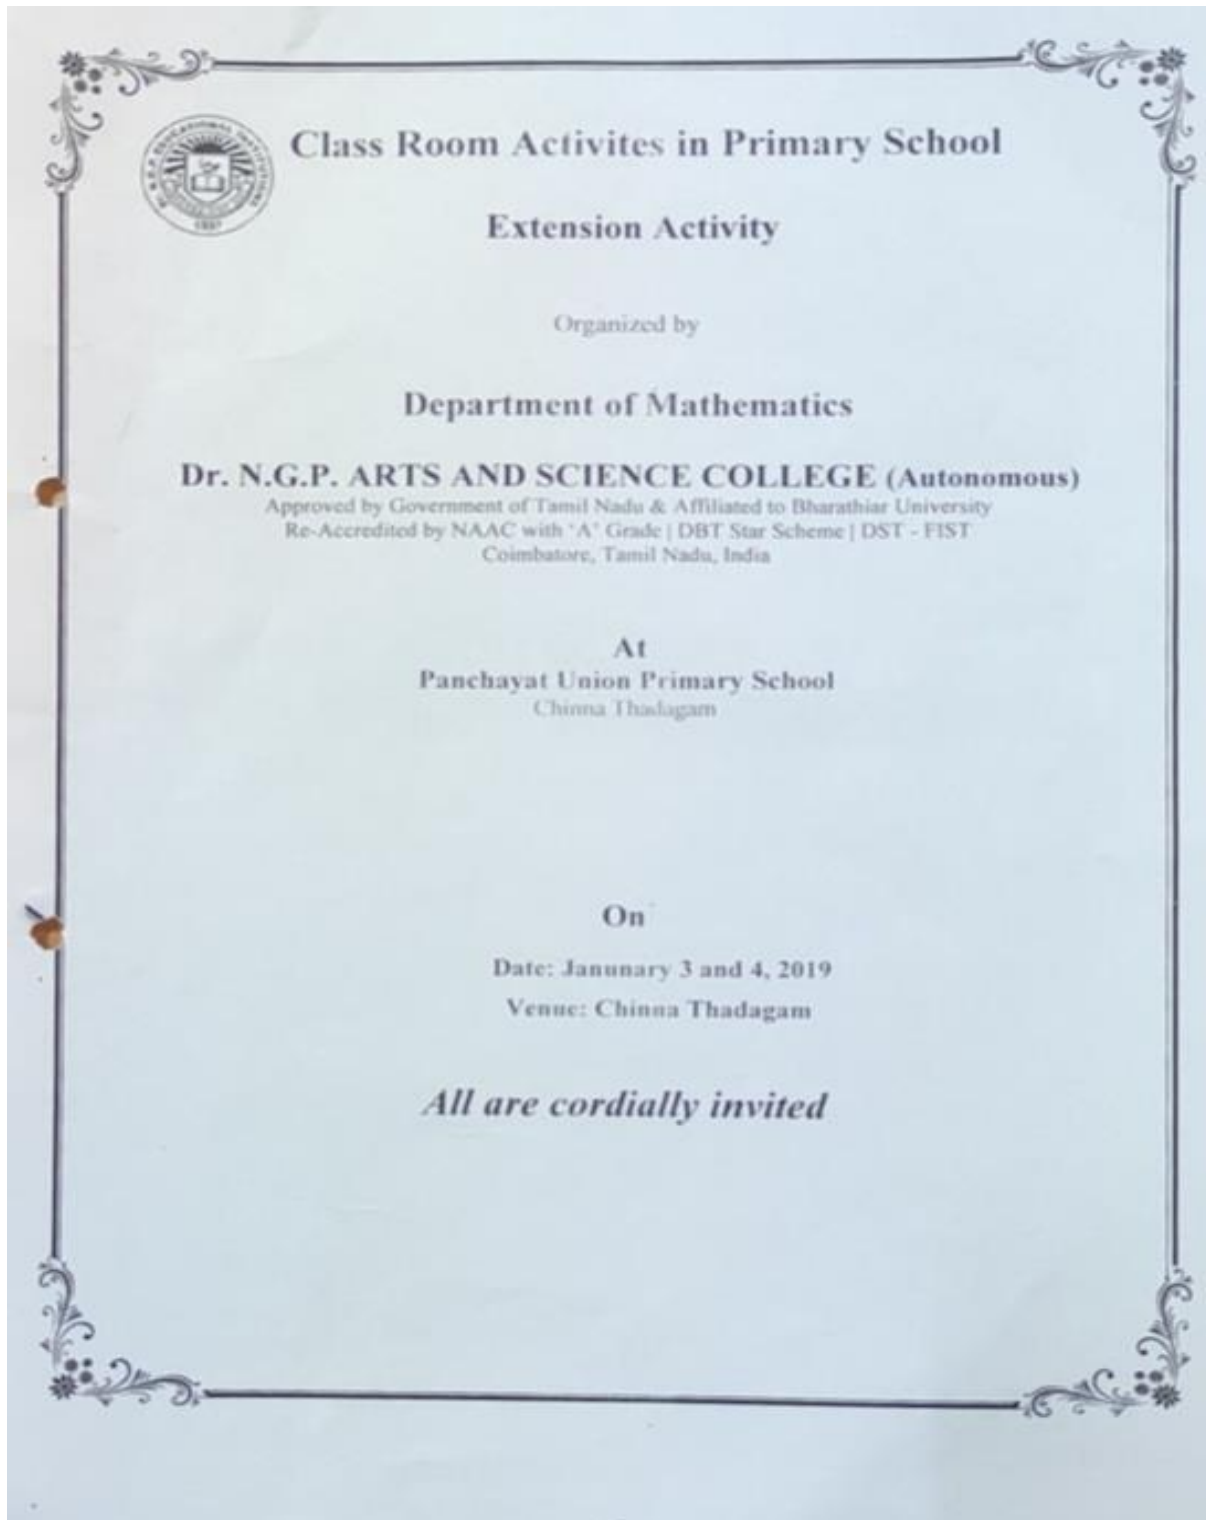 Class Room Activites in Primary School
Extension Activity
Organized by
Department of Mathematics
Dr. N.G.P. ARTS AND SCIENCE COLLEGE (Autonomous)
Approved by Government of Tamil Nadu & Affiliated to Bharathiar University
Re-Accredited by NAAC with 'A' Grade | DBT Star Scheme | DST - FIST
Coimbatore, Tamil Nadu, India
At
Panchayat Union Primary School
Chinna Thadagam
On
Date: Janunary 3 and 4, 2019
Venue: Chinna Thadagam
All are cordially invited